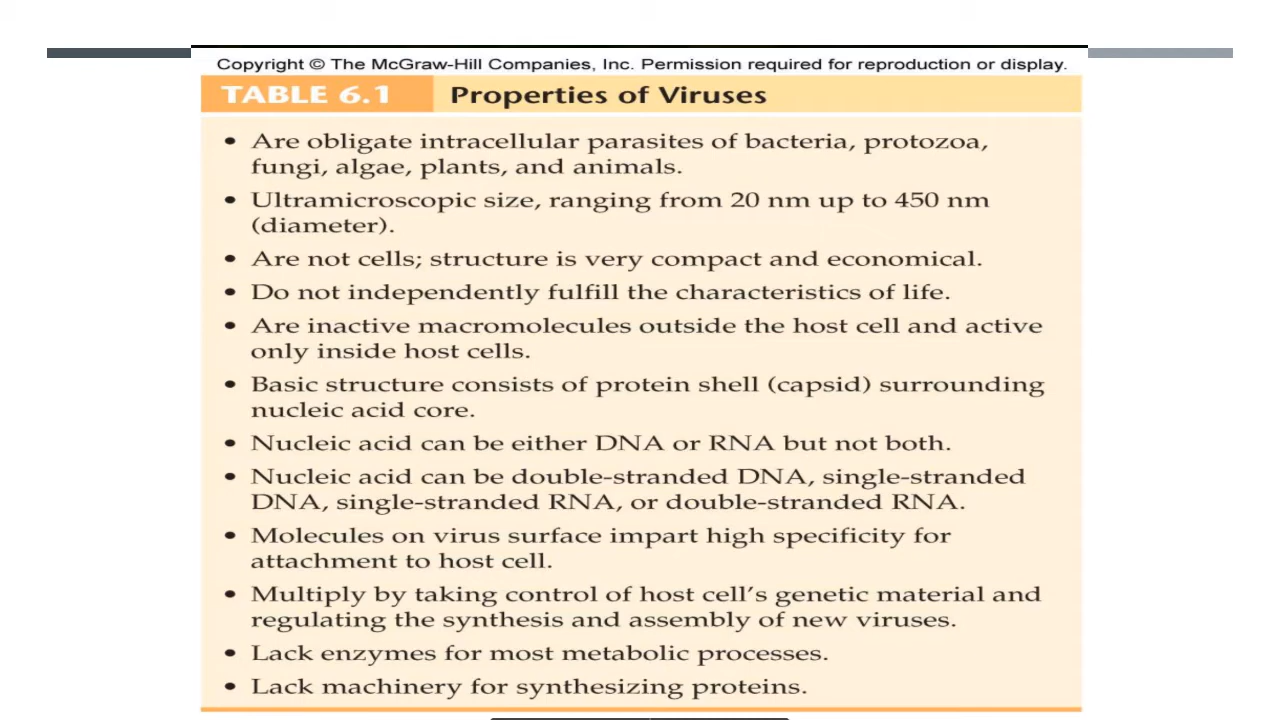 Copyright © The McGraw-Hill Companies, Inc. Permission required for reproduction or display.
TABLE 6.1 Properties of Viruses
• Are obligate intracellular parasites of bacteria, protozoa,
fungi, algae, plants, and animals.
• Ultramicroscopic size, ranging from 20 nm up to 450 nm
(diameter).
• Are not cells; structure is very compact and economical.
• Do not independently fulfill the characteristics of life.
• Are inactive macromolecules outside the host cell and active
only inside host cells.
• Basic structure consists of protein shell (capsid) surrounding
nucleic acid core.
• Nucleic acid can be either DNA or RNA but not both.
• Nucleic acid can be double-stranded DNA, single-stranded
DNA, single-stranded RNA, or double-stranded RNA.
• Molecules on virus surface impart high specificity for
attachment to host cell.
• Multiply by taking control of host cell’s genetic material and
regulating the synthesis and assembly of new viruses.
• Lack enzymes for most metabolic processes.
• Lack machinery for synthesizing proteins.